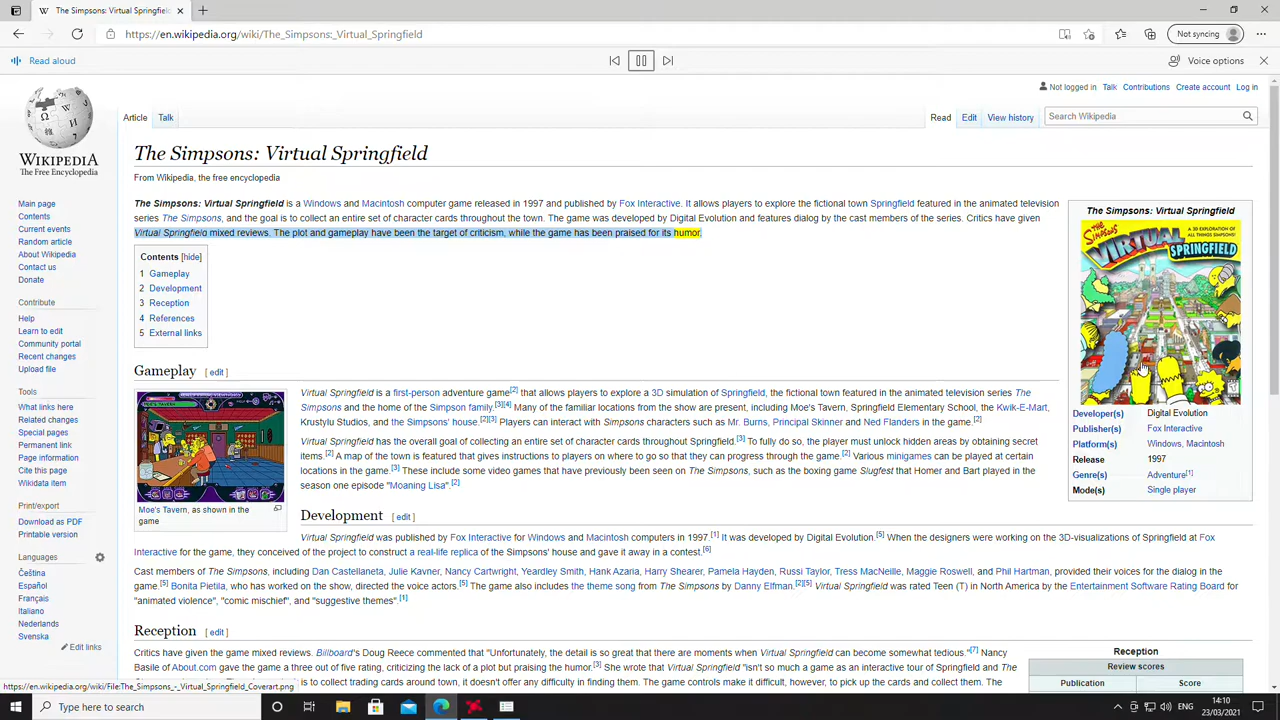 The Simpsons: Virtual Springfield
https://en.wikipedia.org/wiki/The_Simpsons:_Virtual_Springfield
Not syncing
Read aloud
Voice options
Not logged in Talk Contributions Create account Log in
WIKIPEDIA
The Free Encyclopedia
Main page
Contents
Current events
Random article
About Wikipedia
Contact us
Donate
Contribute
Help
Learn to edit
Community portal
Recent changes
Upload file
Tools
What links here
Related changes
Special pages
Permanent link
Page information
Cite this page
Wikidata item
Print/export
Download as PDF
Printable version
Languages
Čeština
Español
Français
Italiano
Nederlands
Svenska
Edit links
Article Talk
Read Edit View history
Search Wikipedia
The Simpsons: Virtual Springfield
From Wikipedia, the free encyclopedia
The Simpsons: Virtual Springfield is a Windows and Macintosh computer game released in 1997 and published by Fox Interactive. It allows players to explore the fictional town Springfield featured in the animated television
series The Simpsons, and the goal is to collect an entire set of character cards throughout the town. The game was developed by Digital Evolution and features dialog by the cast members of the series. Critics have given
Virtual Springfield mixed reviews. The plot and gameplay have been the target of criticism, while the game has been praised for its humor.
Contents [hide]
1 Gameplay
2 Development
3 Reception
4 References
5 External links
The Simpsons: Virtual Springfield
THE SIMPSONS
A 3D EXPLORATION OF
ALL THINGS SIMPSONS!
VIRTUAL
SPRINGFIELD
Developer(s) Digital Evolution
Publisher(s) Fox Interactive
Platform(s) Windows, Macintosh
Release 1997
Genre(s) Adventure[1]
Mode(s) Single player
Gameplay [ edit ]
Moe's Tavern, as shown in the
game
Virtual Springfield is a first-person adventure game[2] that allows players to explore a 3D simulation of Springfield, the fictional town featured in the animated television series The
Simpsons and the home of the Simpson family.[3][4] Many of the familiar locations from the show are present, including Moe's Tavern, Springfield Elementary School, the Kwik-E-Mart,
Krustylu Studios, and the Simpsons' house.[2][3] Players can interact with Simpsons characters such as Mr. Burns, Principal Skinner and Ned Flanders in the game.[2]
Virtual Springfield has the overall goal of collecting an entire set of character cards throughout Springfield.[3] To fully do so, the player must unlock hidden areas by obtaining secret
items.[2] A map of the town is featured that gives instructions to players on where to go so that they can progress through the game.[2] Various minigames can be played at certain
locations in the game.[3] These include some video games that have previously been seen on The Simpsons, such as the boxing game Slugfest that Homer and Bart played in the
season one episode "Moaning Lisa".[2]
Development [ edit ]
Virtual Springfield was published by Fox Interactive for Windows and Macintosh computers in 1997.[1] It was developed by Digital Evolution [5] When the designers were working on the 3D-visualizations of Springfield at Fox
Interactive for the game, they conceived of the project to construct a real-life replica of the Simpsons' house and gave it away in a contest.[6]
Cast members of The Simpsons, including Dan Castellaneta, Julie Kavner, Nancy Cartwright, Yeardley Smith, Hank Azaria, Harry Shearer, Pamela Hayden, Russi Taylor, Tress MacNeille, Maggie Roswell, and Phil Hartman, provided their voices for the dialog in the
game.[5] Bonita Pietila, who has worked on the show, directed the voice actors.[5] The game also includes the theme song from The Simpsons by Danny Elfman.[2][5] Virtual Springfield was rated Teen (T) in North America by the Entertainment Software Rating Board for
"animated violence", "comic mischief", and "suggestive themes".[1]
Reception [ edit ]
Critics have given the game mixed reviews. Billboard's Doug Reece commented that "Unfortunately, the detail is so great that there are moments when Virtual Springfield can become somewhat tedious."[7] Nancy
Basile of About.com gave the game a three out of five rating, criticizing the lack of a plot but praising the humor.[3] She wrote that Virtual Springfield "isn't so much a game as an interactive tour of Springfield and The
is to collect trading cards around town, it doesn't offer any difficulty in finding them. The game controls make it difficult, however, to pick up the cards and collect them. The
Reception
Review scores
Publication Score
https://en.wikipedia.org/wiki/File:The_Simpsons_-_Virtual_Springfield_Coverart.png
Type here to search
ENG
14:10
23/03/2021